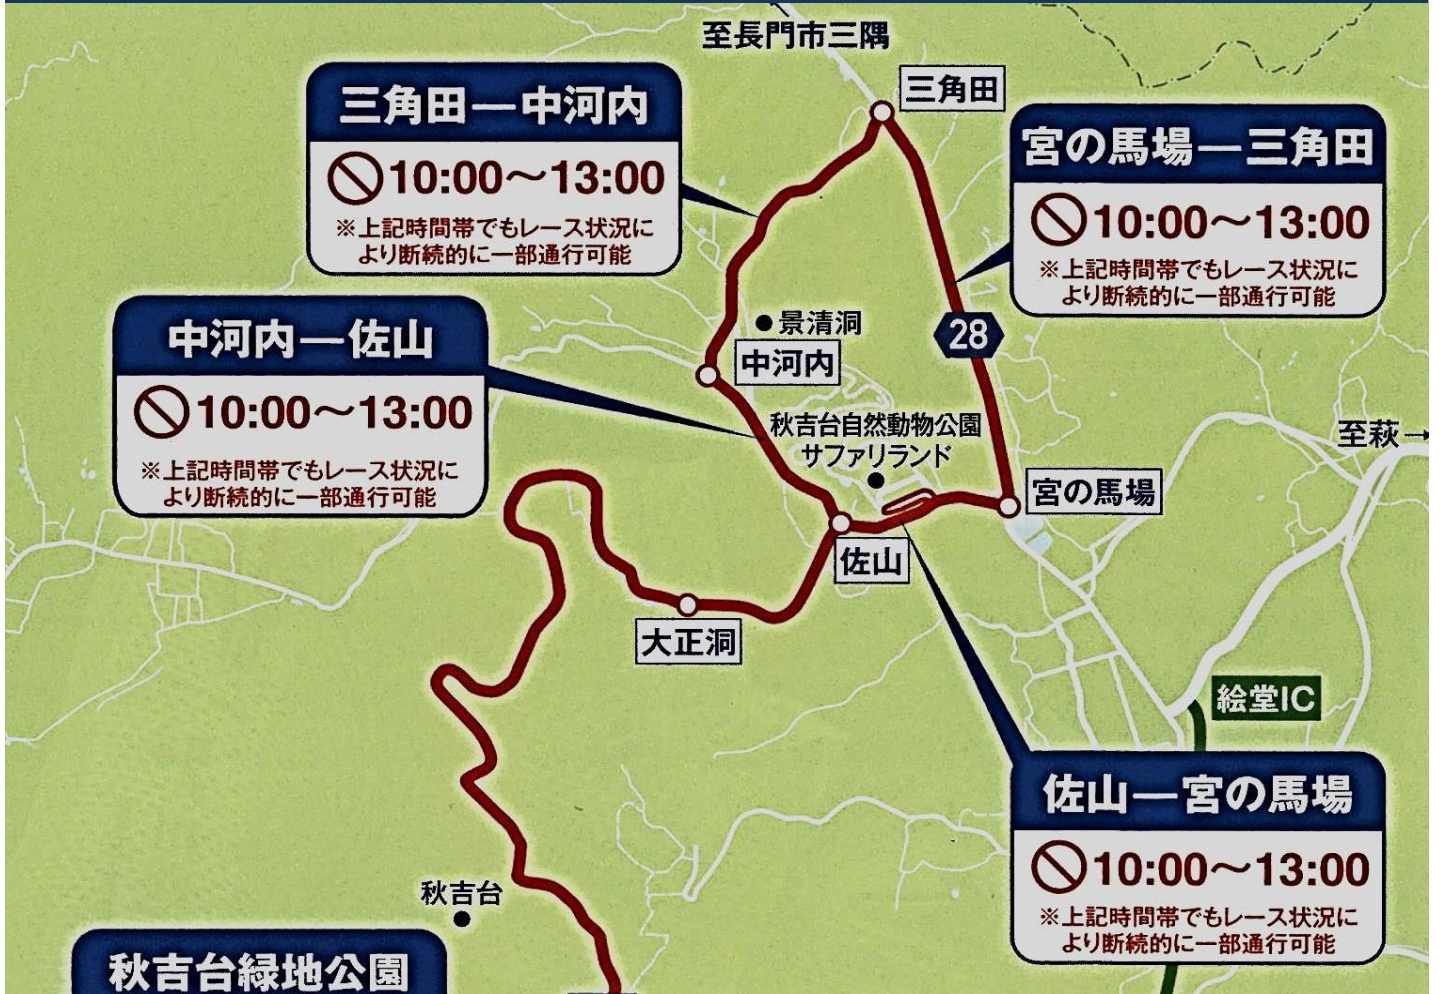 至長門市三隅
三角田
三角田―中河内
10:00～13:00
※上記時間帯でもレース状況に
より断続的に一部通行可能
宮の馬場―三角田
10:00～13:00
※上記時間帯でもレース状況に
より断続的に一部通行可能
中河内―佐山
10:00～13:00
※上記時間帯でもレース状況に
より断続的に一部通行可能
景清洞
28
中河内
秋吉台自然動物公園
サファリランド
至萩→
宮の馬場
佐山
大正洞
絵堂IC
佐山―宮の馬場
10:00～13:00
※上記時間帯でもレース状況に
より断続的に一部通行可能
秋吉台
秋吉台緑地公園